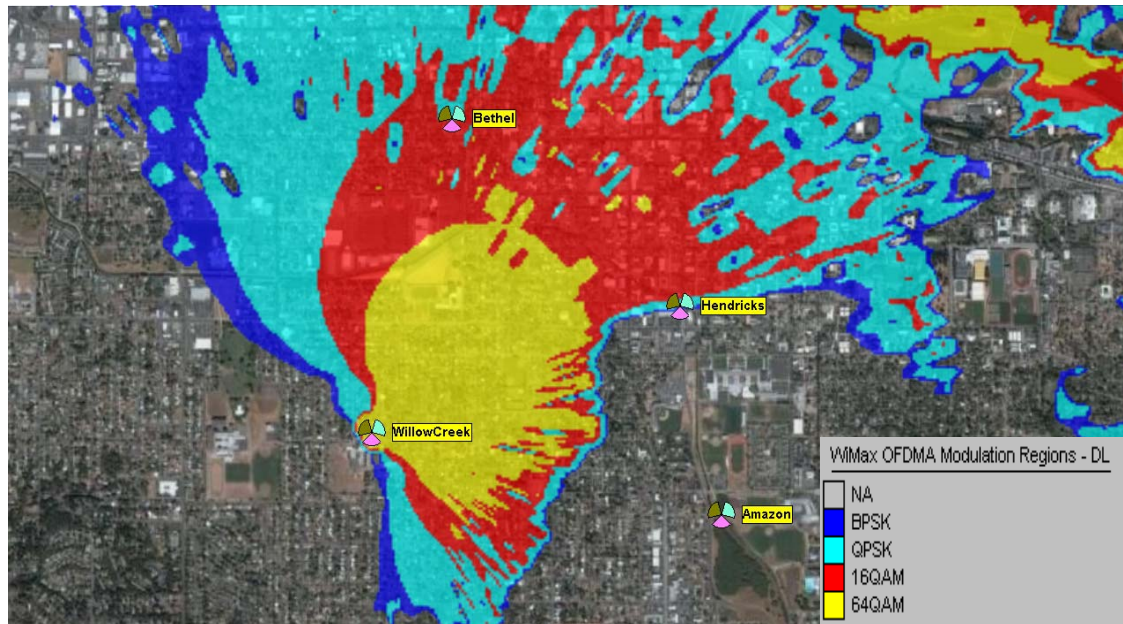 Bethel
Hendricks
WillowCreek
Amazon
WiMax OFDMA Modulation Regions - DL
NA
BPSK
QPSK
16QAM
64QAM